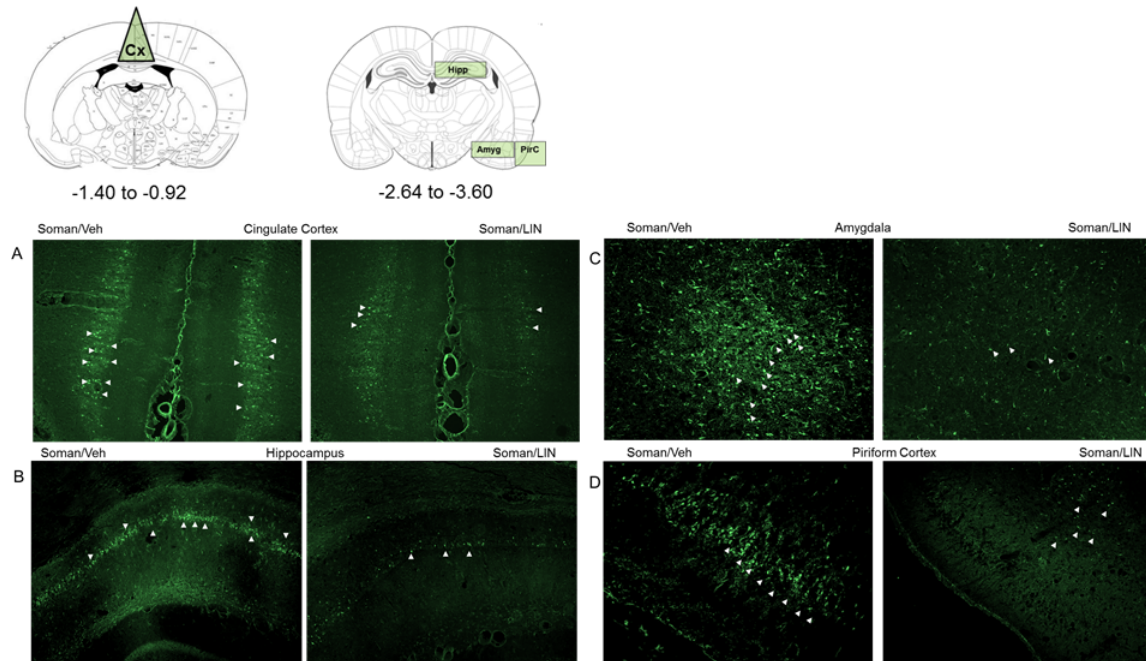 Cx
Hipp
Amyg PirC
-1.40 to -0.92
-2.64 to -3.60
Soman/Veh Cingulate Cortex Soman/LIN
A
Soman/Veh Hippocampus Soman/LIN
B
Soman/Veh Amygdala Soman/LIN
C
Soman/Veh Piriform Cortex Soman/LIN
D